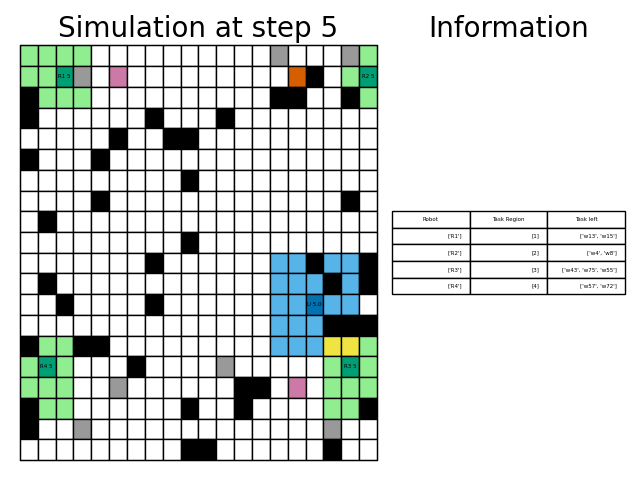 Simulation at step 5
Information
R1 5
R2 5
Robot Task Region Task left
['R1'] [1] ['w13', 'w15']
['R2'] [2] ['w4', 'w8']
['R3'] [3] ['w43', 'w75', 'w55']
['R4'] [4] ['w57', 'w72']
U 5.0
R4 5
R3 5